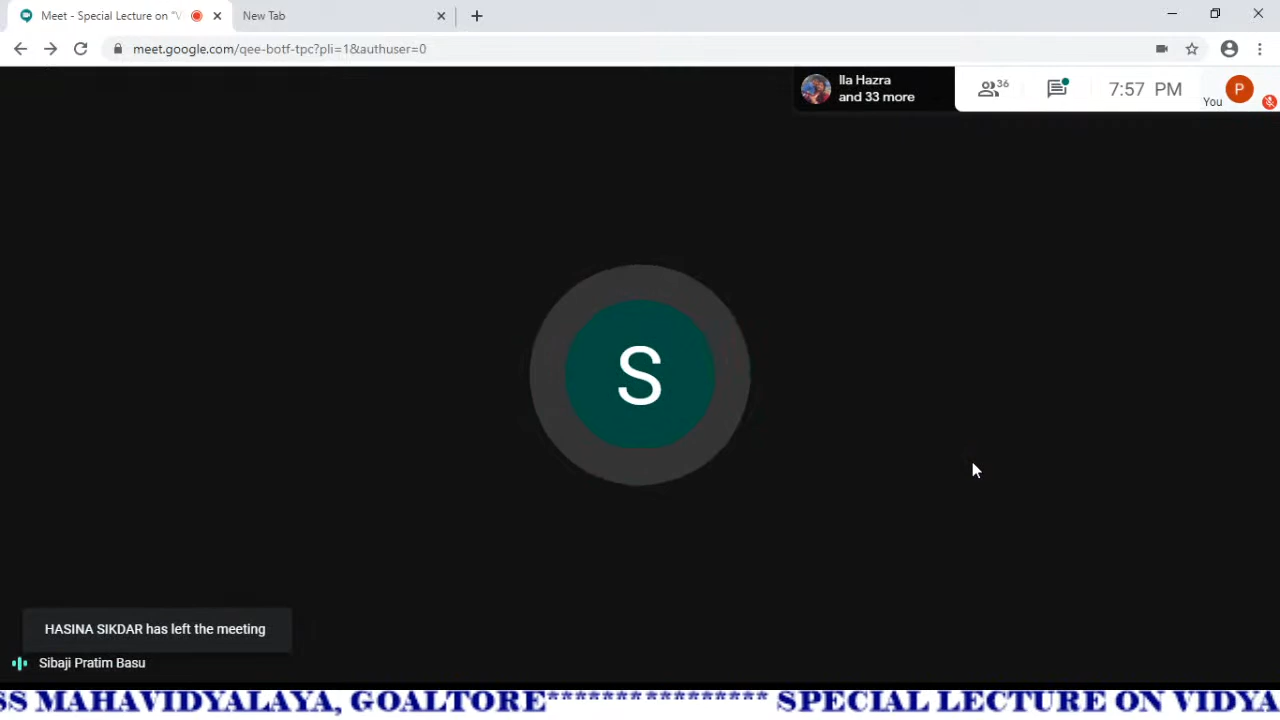 Meet - Special Lecture on "V
New Tab
meet.google.com/qee-botf-tpc?pli=1&authuser=0
Ila Hazra
and 33 more
36
7:57 PM
You
P
S
HASINA SIKDAR has left the meeting
Sibaji Pratim Basu
SS MAHAVIDYALAYA, GOALTORE**************** SPECIAL LECTURE ON VIDYA